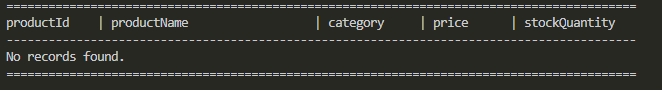 ==========================================================================================
productId    | productName                  | category     | price      | stockQuantity
------------------------------------------------------------------------------------------
No records found.
==========================================================================================